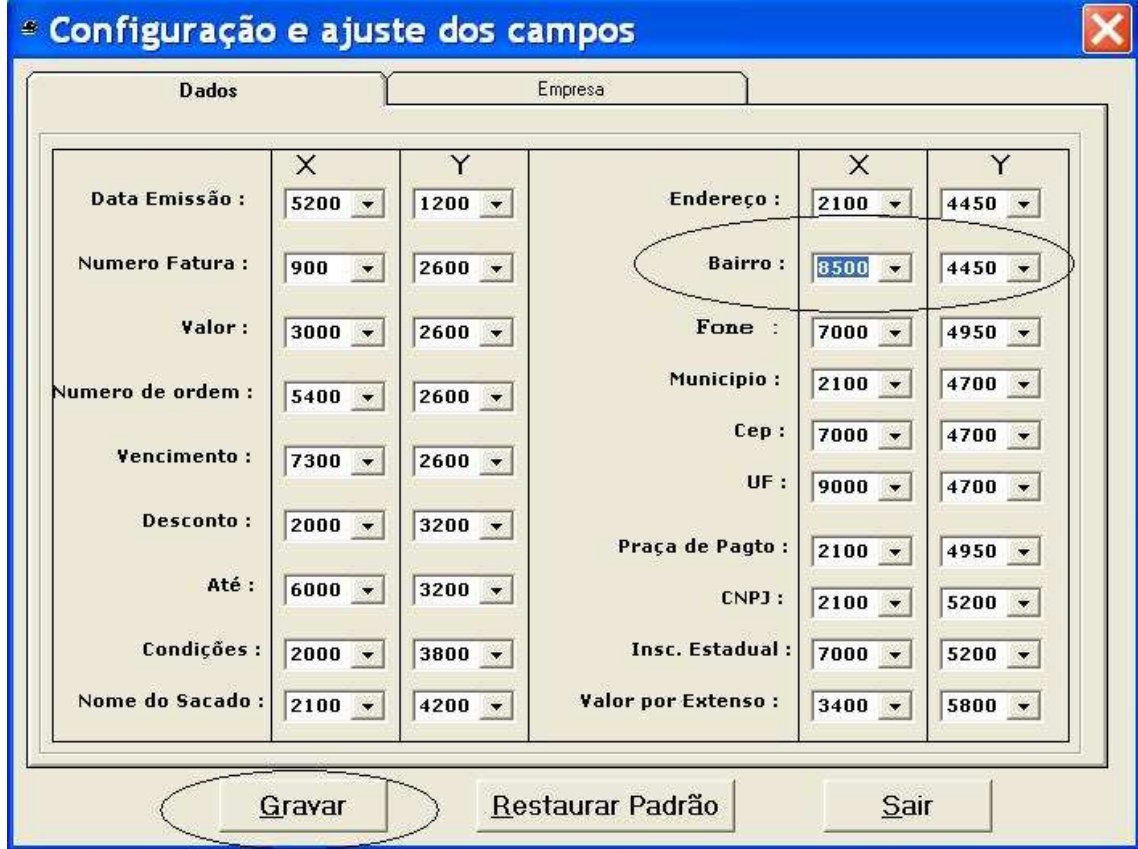 Configuração e ajuste dos campos
Dados
Empresa
X Y
Data Emissão : 5200 1200
Numero Fatura : 900 2600
Valor : 3000 2600
Numero de ordem : 5400 2600
Vencimento : 7300 2600
Desconto : 2000 3200
Até : 6000 3200
Condições : 2000 3800
Nome do Sacado : 2100 4200
X Y
Endereço : 2100 4450
Bairro : 8500 4450
Fone : 7000 4950
Municipio : 2100 4700
Cep : 7000 4700
UF : 9000 4700
Praça de Pagto : 2100 4950
CNPJ : 2100 5200
Insc. Estadual : 7000 5200
Valor por Extenso : 3400 5800
Gravar
Restaurar Padrão
Sair